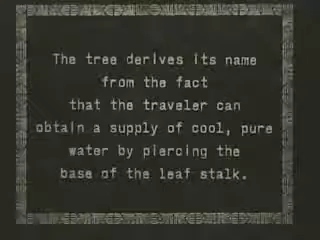 The tree derives its name
from the fact
that the traveler can
obtain a supply of cool, pure
water by piercing the
base of the leaf stalk.